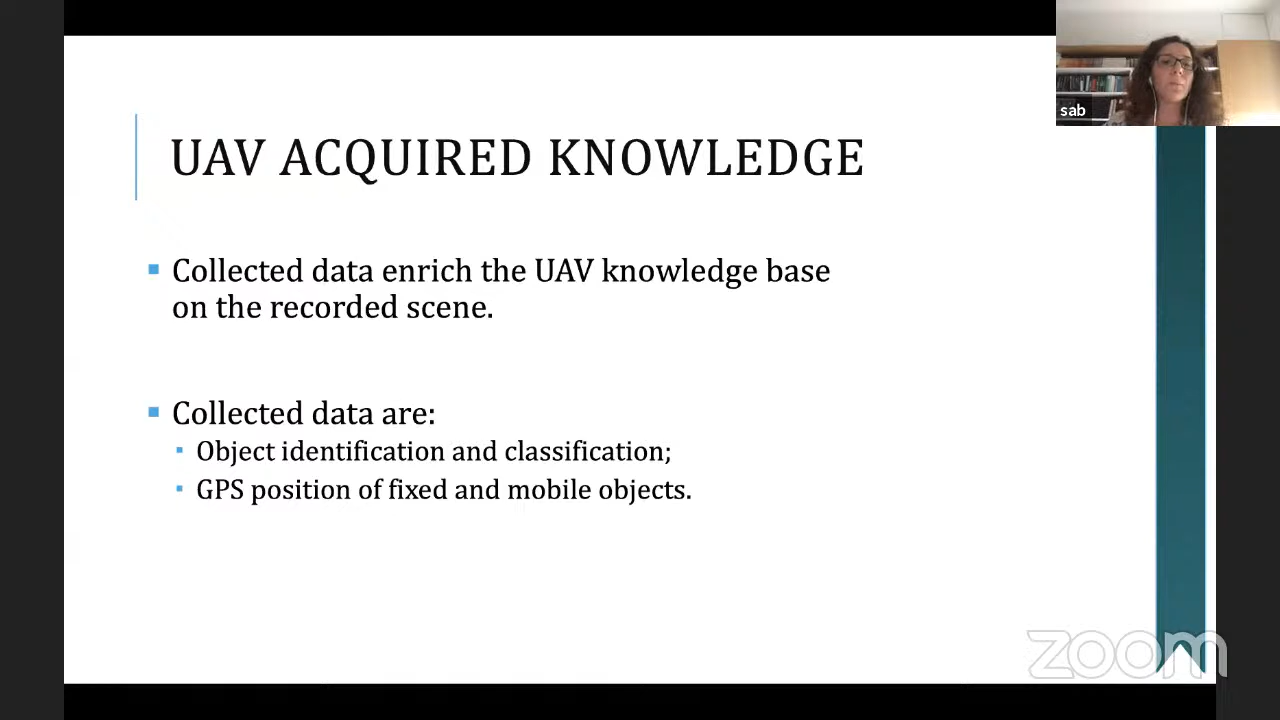 sab
UAV ACQUIRED KNOWLEDGE
Collected data enrich the UAV knowledge base
on the recorded scene.
Collected data are:
Object identification and classification;
GPS position of fixed and mobile objects.
zoom